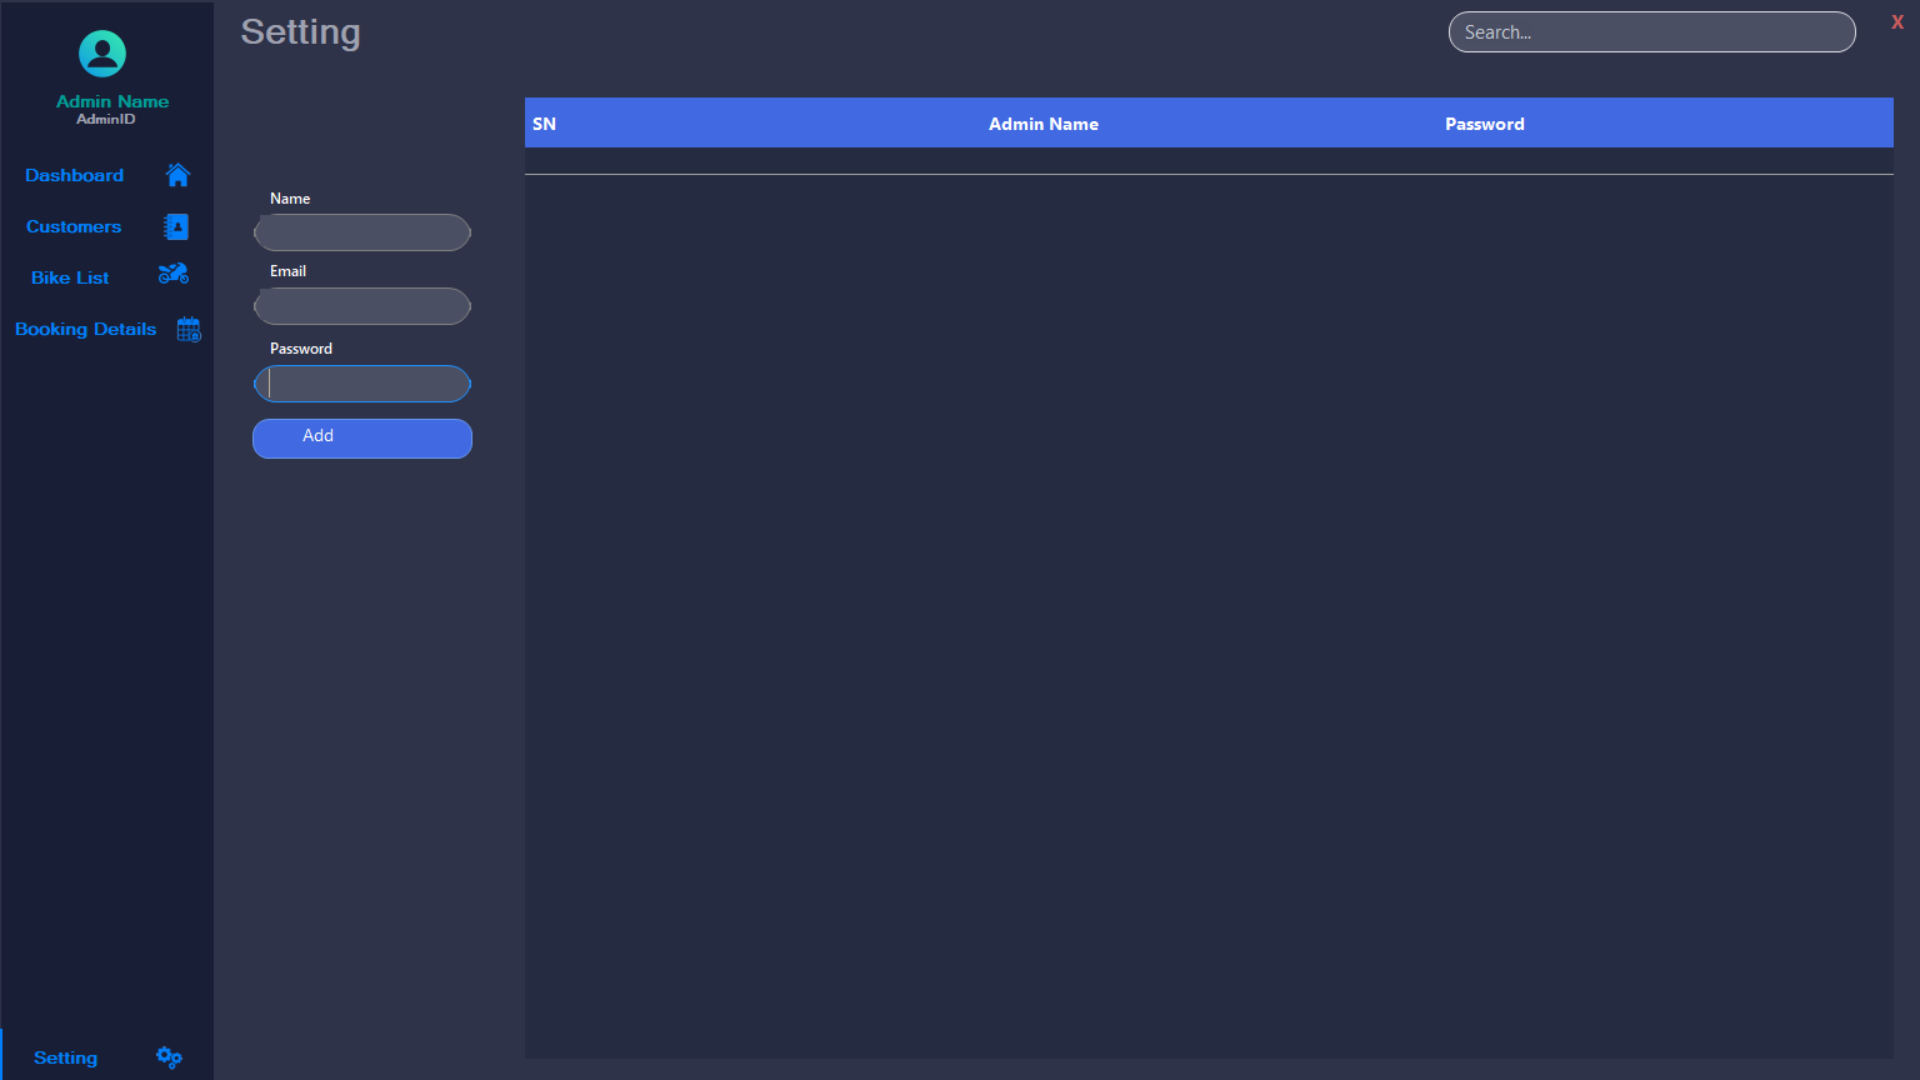 Setting
Search...
X
Admin Name
AdminID
Dashboard
Customers
Bike List
Booking Details
Setting
Name
Email
Password
Add
SN Admin Name Password